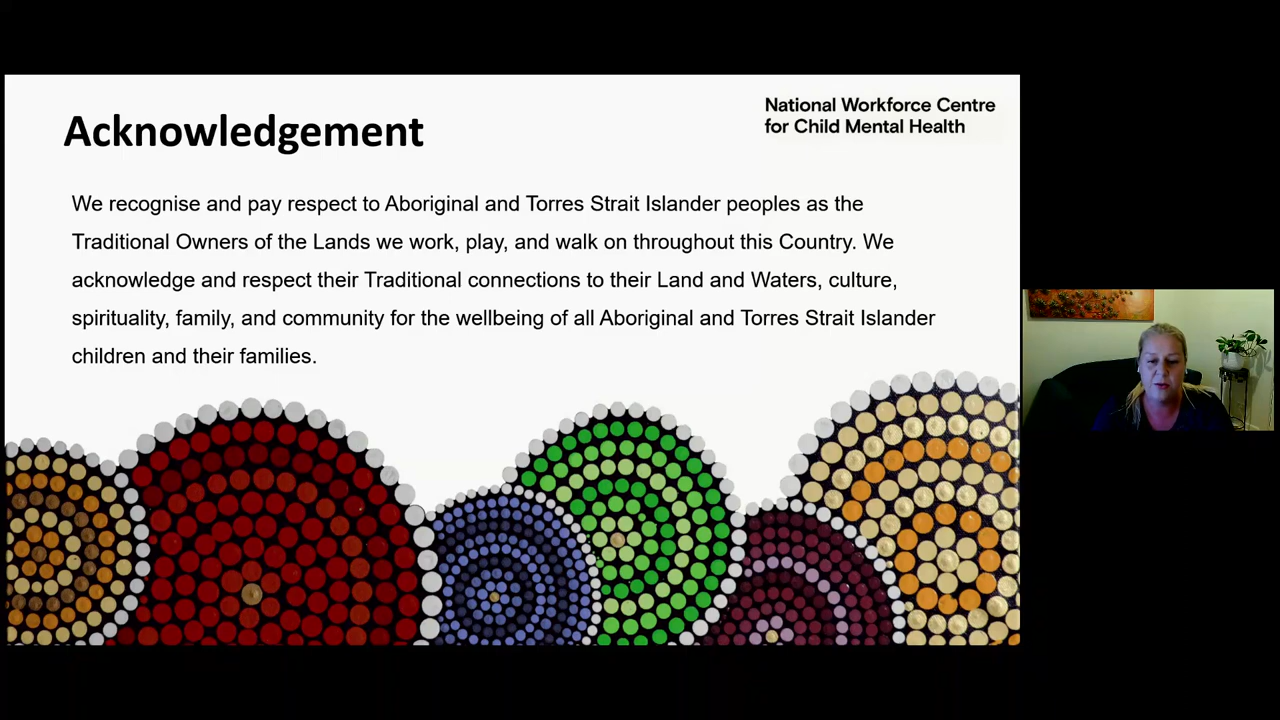 Acknowledgement
National Workforce Centre
for Child Mental Health
We recognise and pay respect to Aboriginal and Torres Strait Islander peoples as the
Traditional Owners of the Lands we work, play, and walk on throughout this Country. We
acknowledge and respect their Traditional connections to their Land and Waters, culture,
spirituality, family, and community for the wellbeing of all Aboriginal and Torres Strait Islander
children and their families.